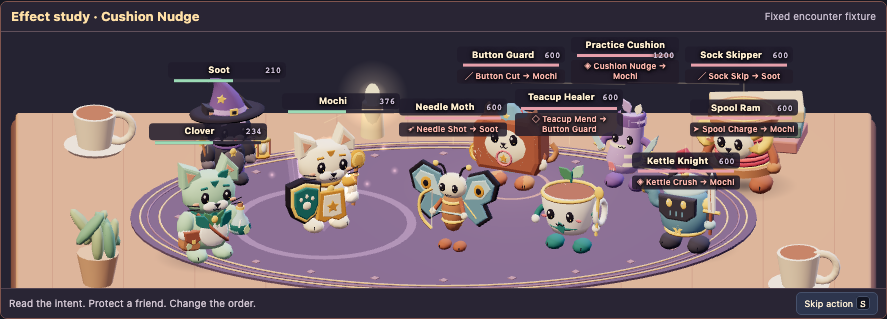 Effect study · Cushion Nudge
Fixed encounter fixture
Practice Cushion
1200
◈ Cushion Nudge →
Mochi
Button Guard 600
⟋ Button Cut → Mochi
Sock Skipper 600
⟋ Sock Skip → Soot
Soot 210
Mochi 376
Teacup Healer 600
◇ Teacup Mend →
Button Guard
Needle Moth 600
➶ Needle Shot → Soot
Spool Ram 600
➤ Spool Charge → Mochi
Clover 234
Kettle Knight 600
◈ Kettle Crush → Mochi
Read the intent. Protect a friend. Change the order.
Skip action S